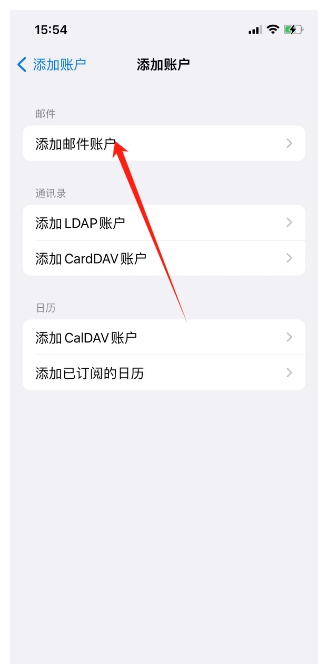 15:54
添加账户 添加账户
邮件
添加邮件账户
通讯录
添加 LDAP 账户
添加 CardDAV 账户
日历
添加 CalDAV 账户
添加已订阅的日历